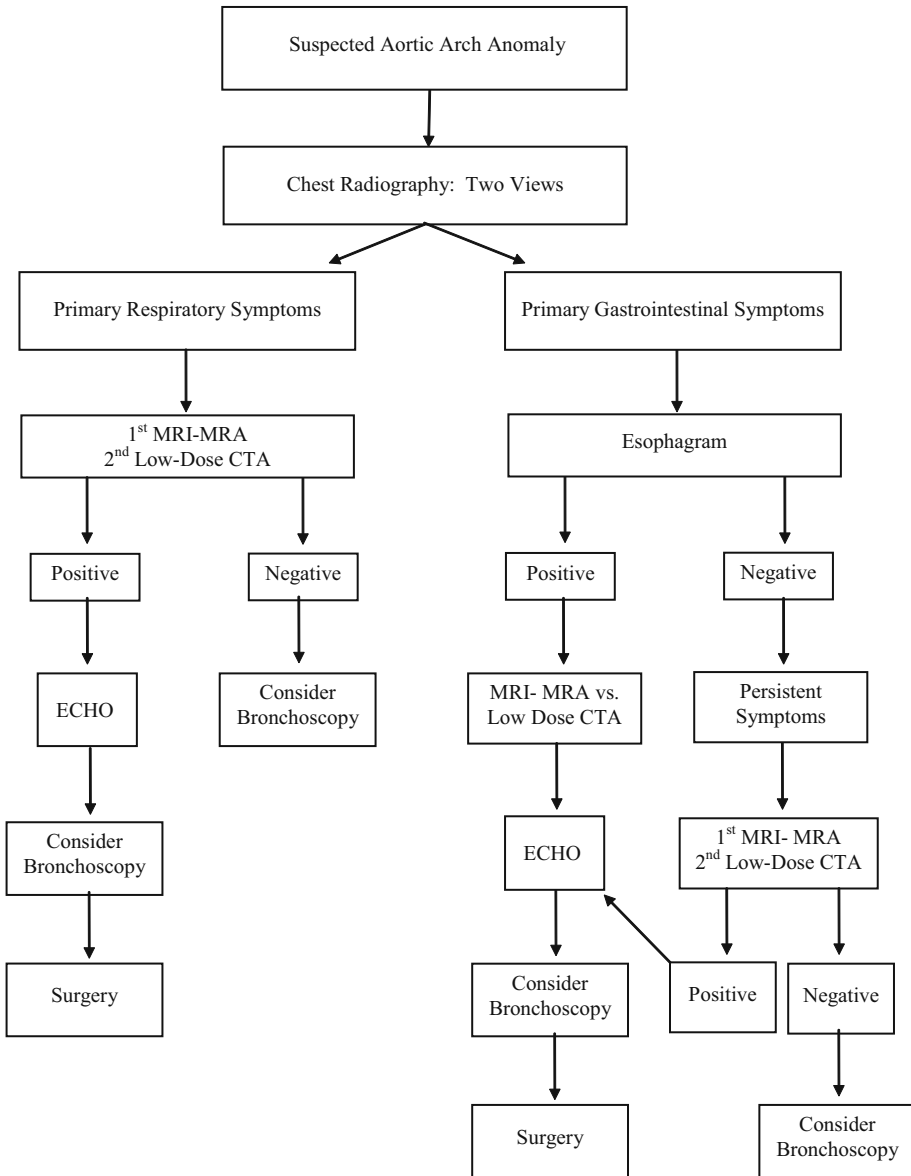 Suspected Aortic Arch Anomaly
Chest Radiography: Two Views
Primary Respiratory Symptoms
Primary Gastrointestinal Symptoms
1st MRI-MRA
2nd Low-Dose CTA
Esophagram
Positive
Negative
Positive
Negative
ECHO
Consider
Bronchoscopy
MRI- MRA vs.
Low Dose CTA
Persistent
Symptoms
Consider
Bronchoscopy
ECHO
1st MRI- MRA
2nd Low-Dose CTA
Surgery
Consider
Bronchoscopy
Positive
Negative
Surgery
Consider
Bronchoscopy